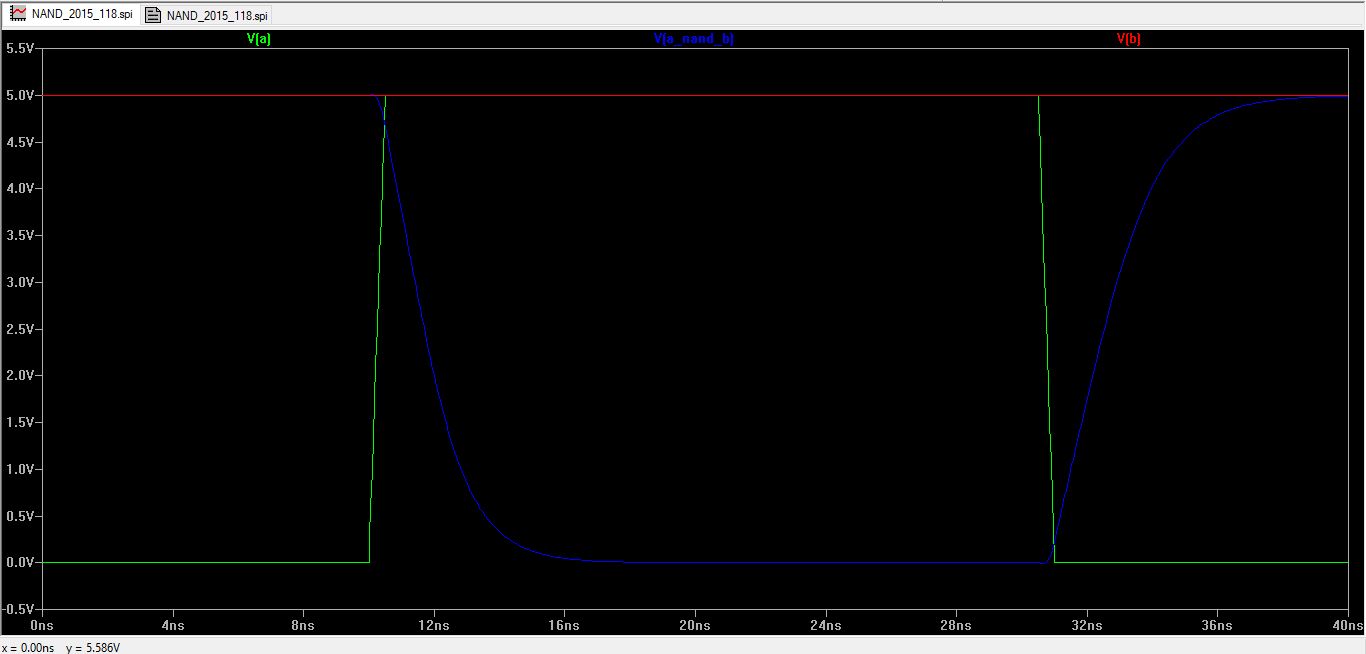 NAND_2015_118.spi NAND_2015_118.spi
V(a) V(a_nand_b) V(b)
5.5V
5.0V
4.5V
4.0V
3.5V
3.0V
2.5V
2.0V
1.5V
1.0V
0.5V
0.0V
-0.5V
0ns 4ns 8ns 12ns 16ns 20ns 24ns 28ns 32ns 36ns 40ns
x = 0.00ns y = 5.586V